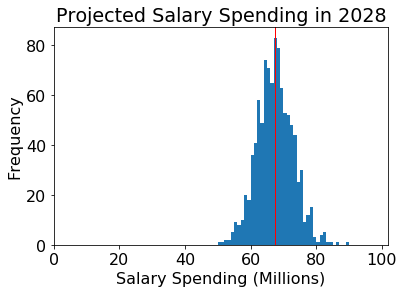 Projected Salary Spending in 2028
80
60
40
20
0
Frequency
0 20 40 60 80 100
Salary Spending (Millions)